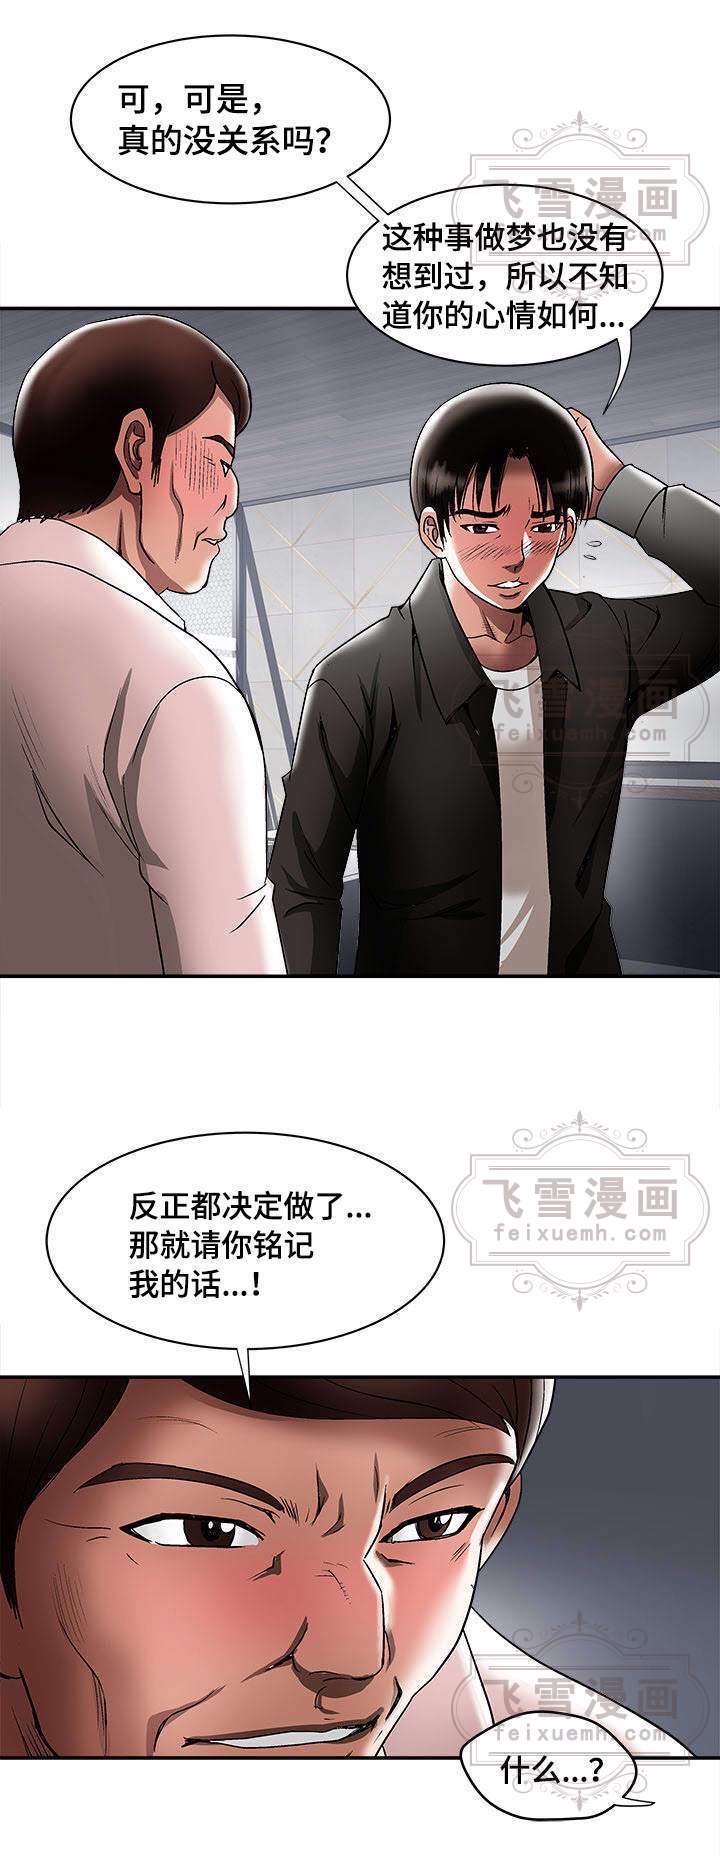 可，可是，
真的没关系吗？
飞雪漫画
feixuemh.com
这种事做梦也没有
想到过，所以不知
道你的心情如何...
飞雪漫画
feixuemh.com
反正都决定做了...
那就请你铭记
我的话...！
飞雪漫画
feixuemh.com
飞雪漫画
feixuemh.com
什么...？